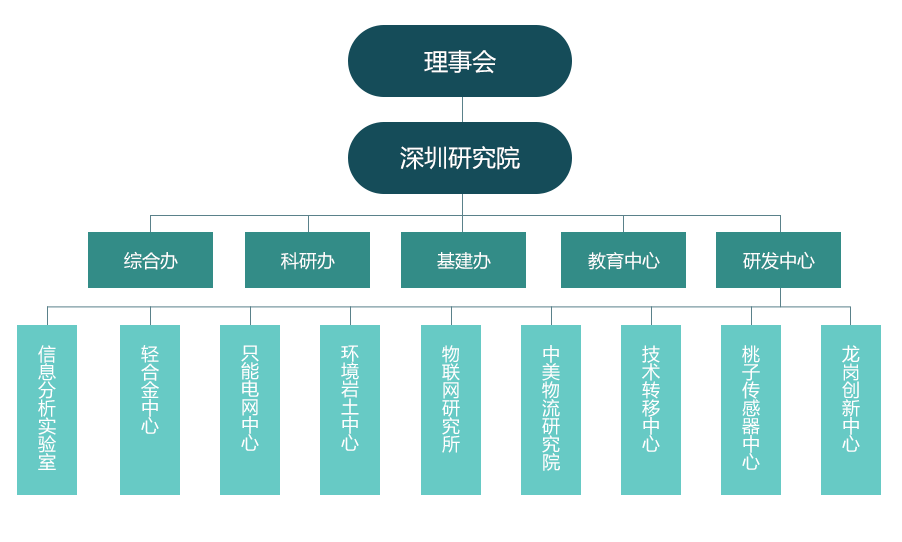 理事会
深圳研究院
综合办
科研办
基建办
教育中心
研发中心
信息分析实验室
轻合金中心
只能电网中心
环境岩土中心
物联网研究所
中美物流研究院
技术转移中心
桃子传感器中心
龙岗创新中心